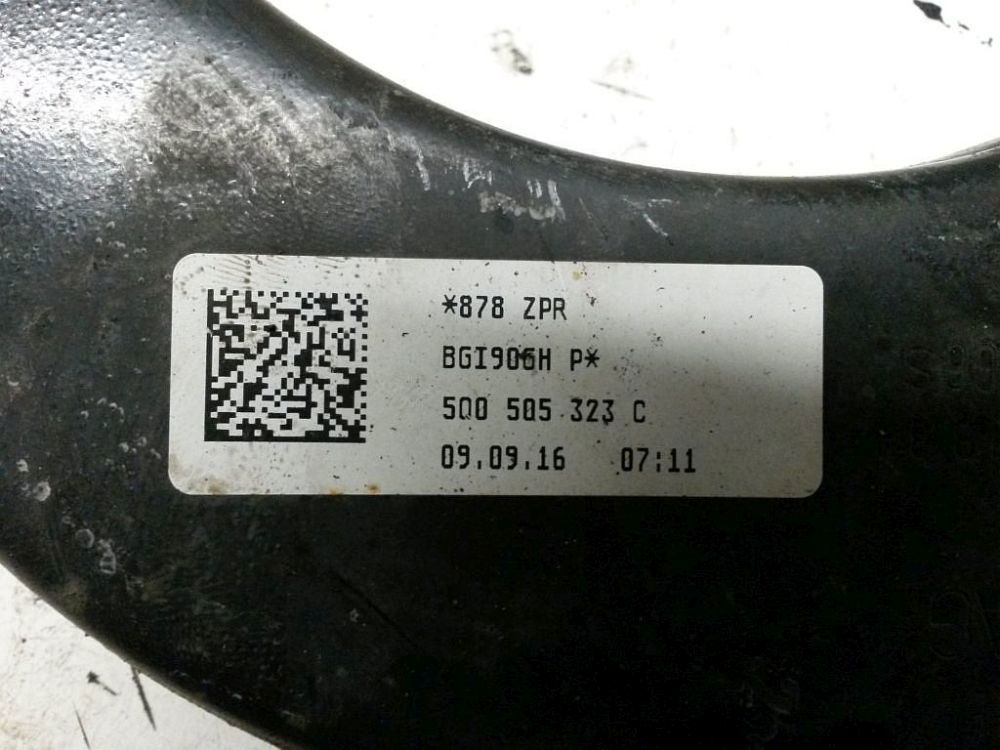 *878 ZPR
BGI906H P*
5Q0 505 323 C
09.09.16 07:11